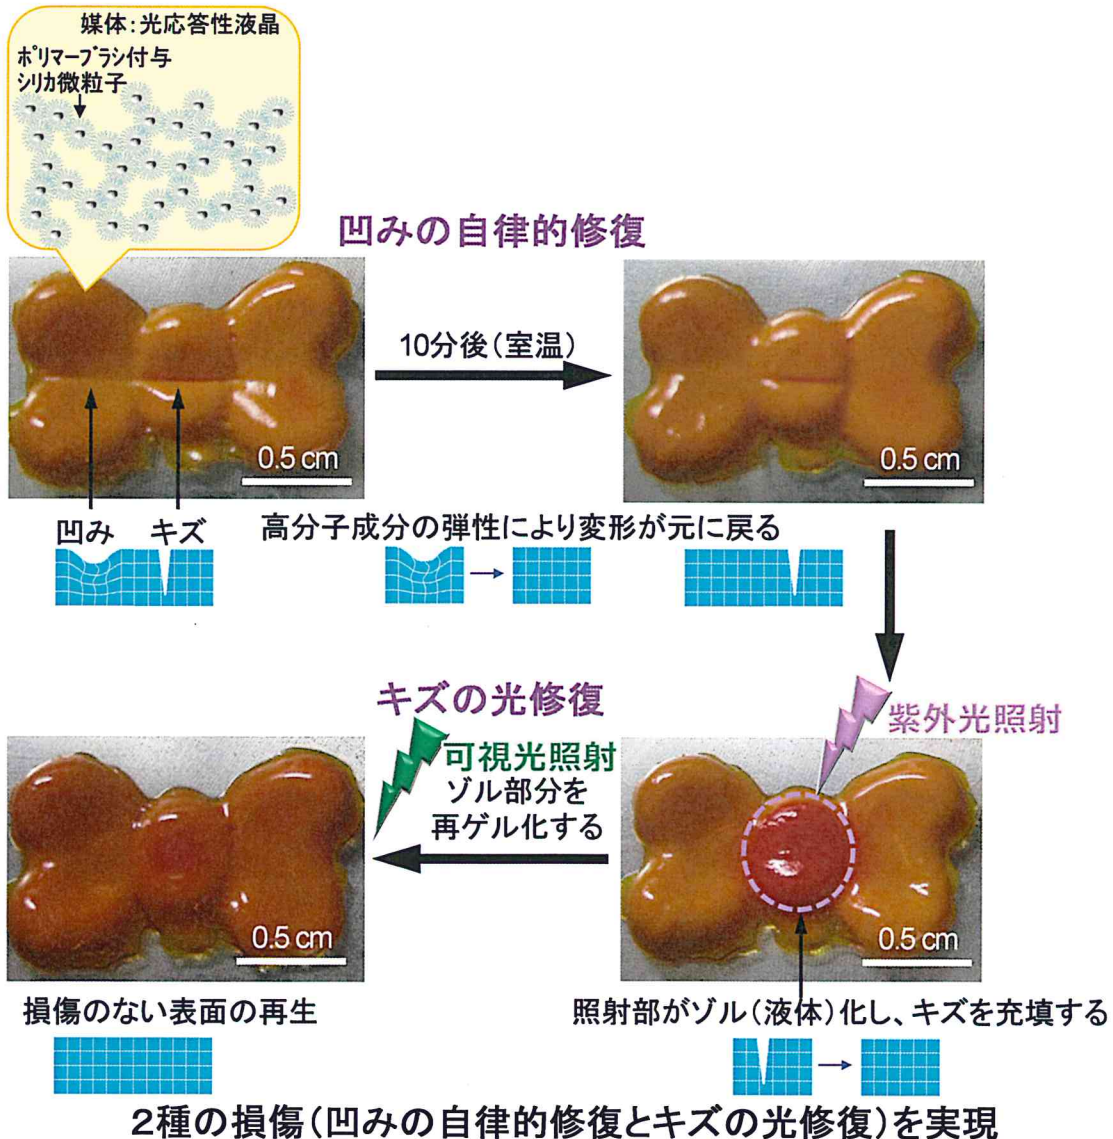 媒体：光応答性液晶
ポリマーブラシ付与
シリカ微粒子
凹みの自律的修復
10分後（室温）
0.5 cm
0.5 cm
凹み
キズ
高分子成分の弾性により変形が元に戻る
キズの光修復
紫外光照射
可視光照射
ゾル部分を
再ゲル化する
0.5 cm
0.5 cm
損傷のない表面の再生
照射部がゾル（液体）化し、キズを充填する
2種の損傷（凹みの自律的修復とキズの光修復）を実現